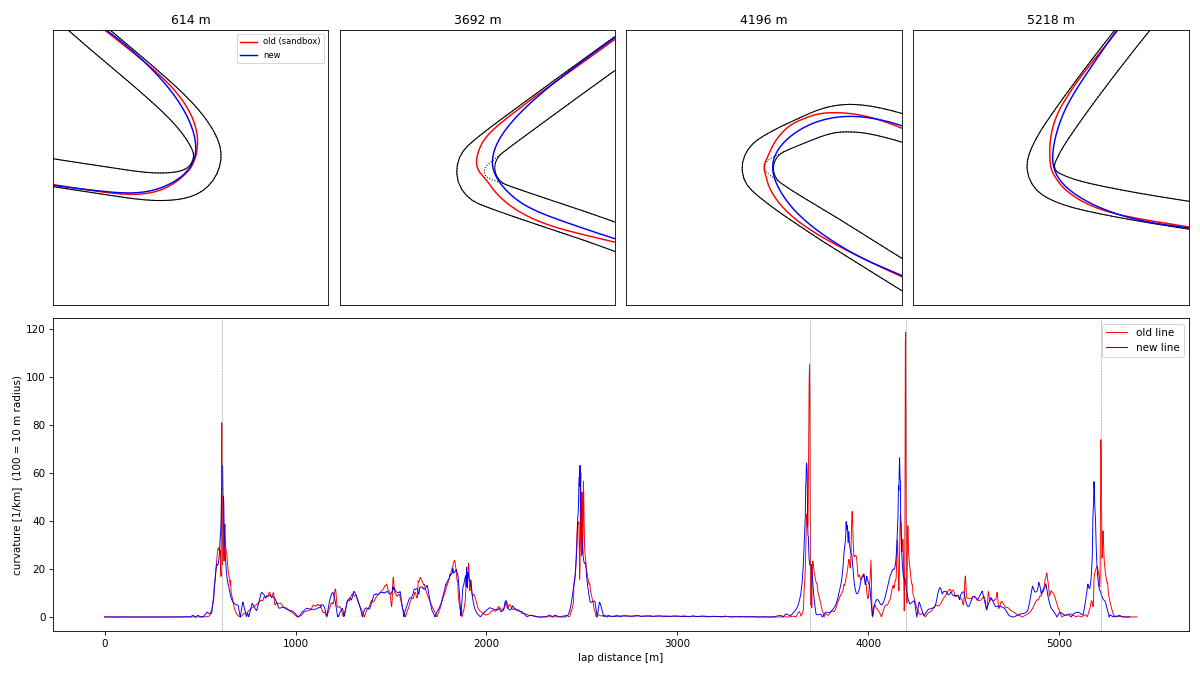 614 m
3692 m
4196 m
5218 m
old (sandbox)
new
120
100
80
60
40
20
0
curvature [1/km]  (100 = 10 m radius)
old line
new line
0
1000
2000
3000
4000
5000
lap distance [m]